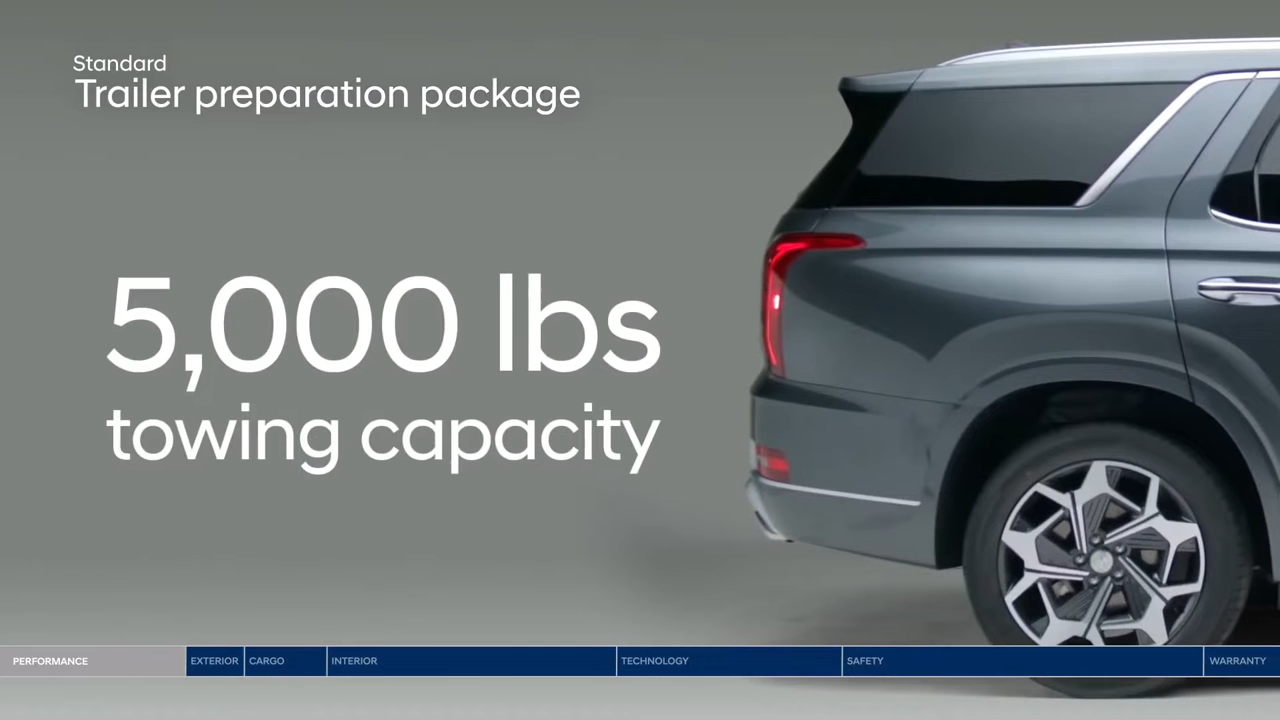 Standard
Trailer preparation package
5,000 lbs
towing capacity
PERFORMANCE
EXTERIOR
CARGO
INTERIOR
TECHNOLOGY
SAFETY
WARRANTY